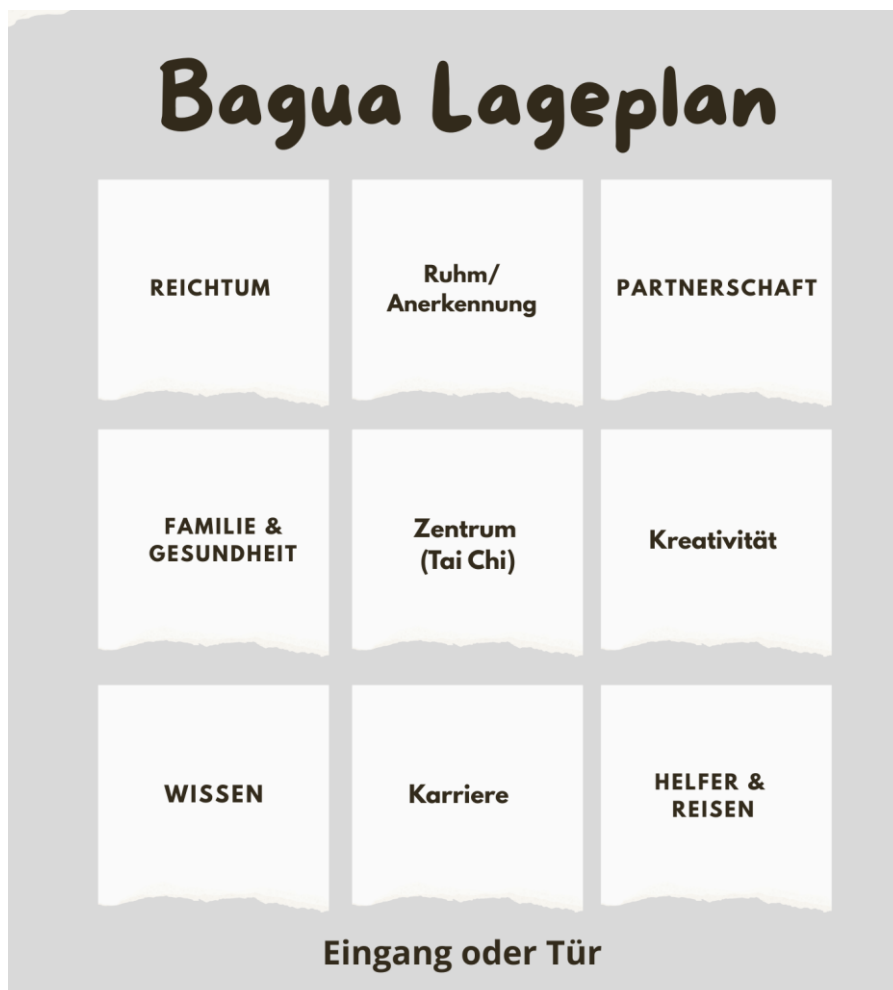 Bagua Lageplan
REICHTUM
Ruhm/
Anerkennung
PARTNERSCHAFT
FAMILIE &
GESUNDHEIT
Zentrum
(Tai Chi)
Kreativität
WISSEN
Karriere
HELFER &
REISEN
Eingang oder Tür